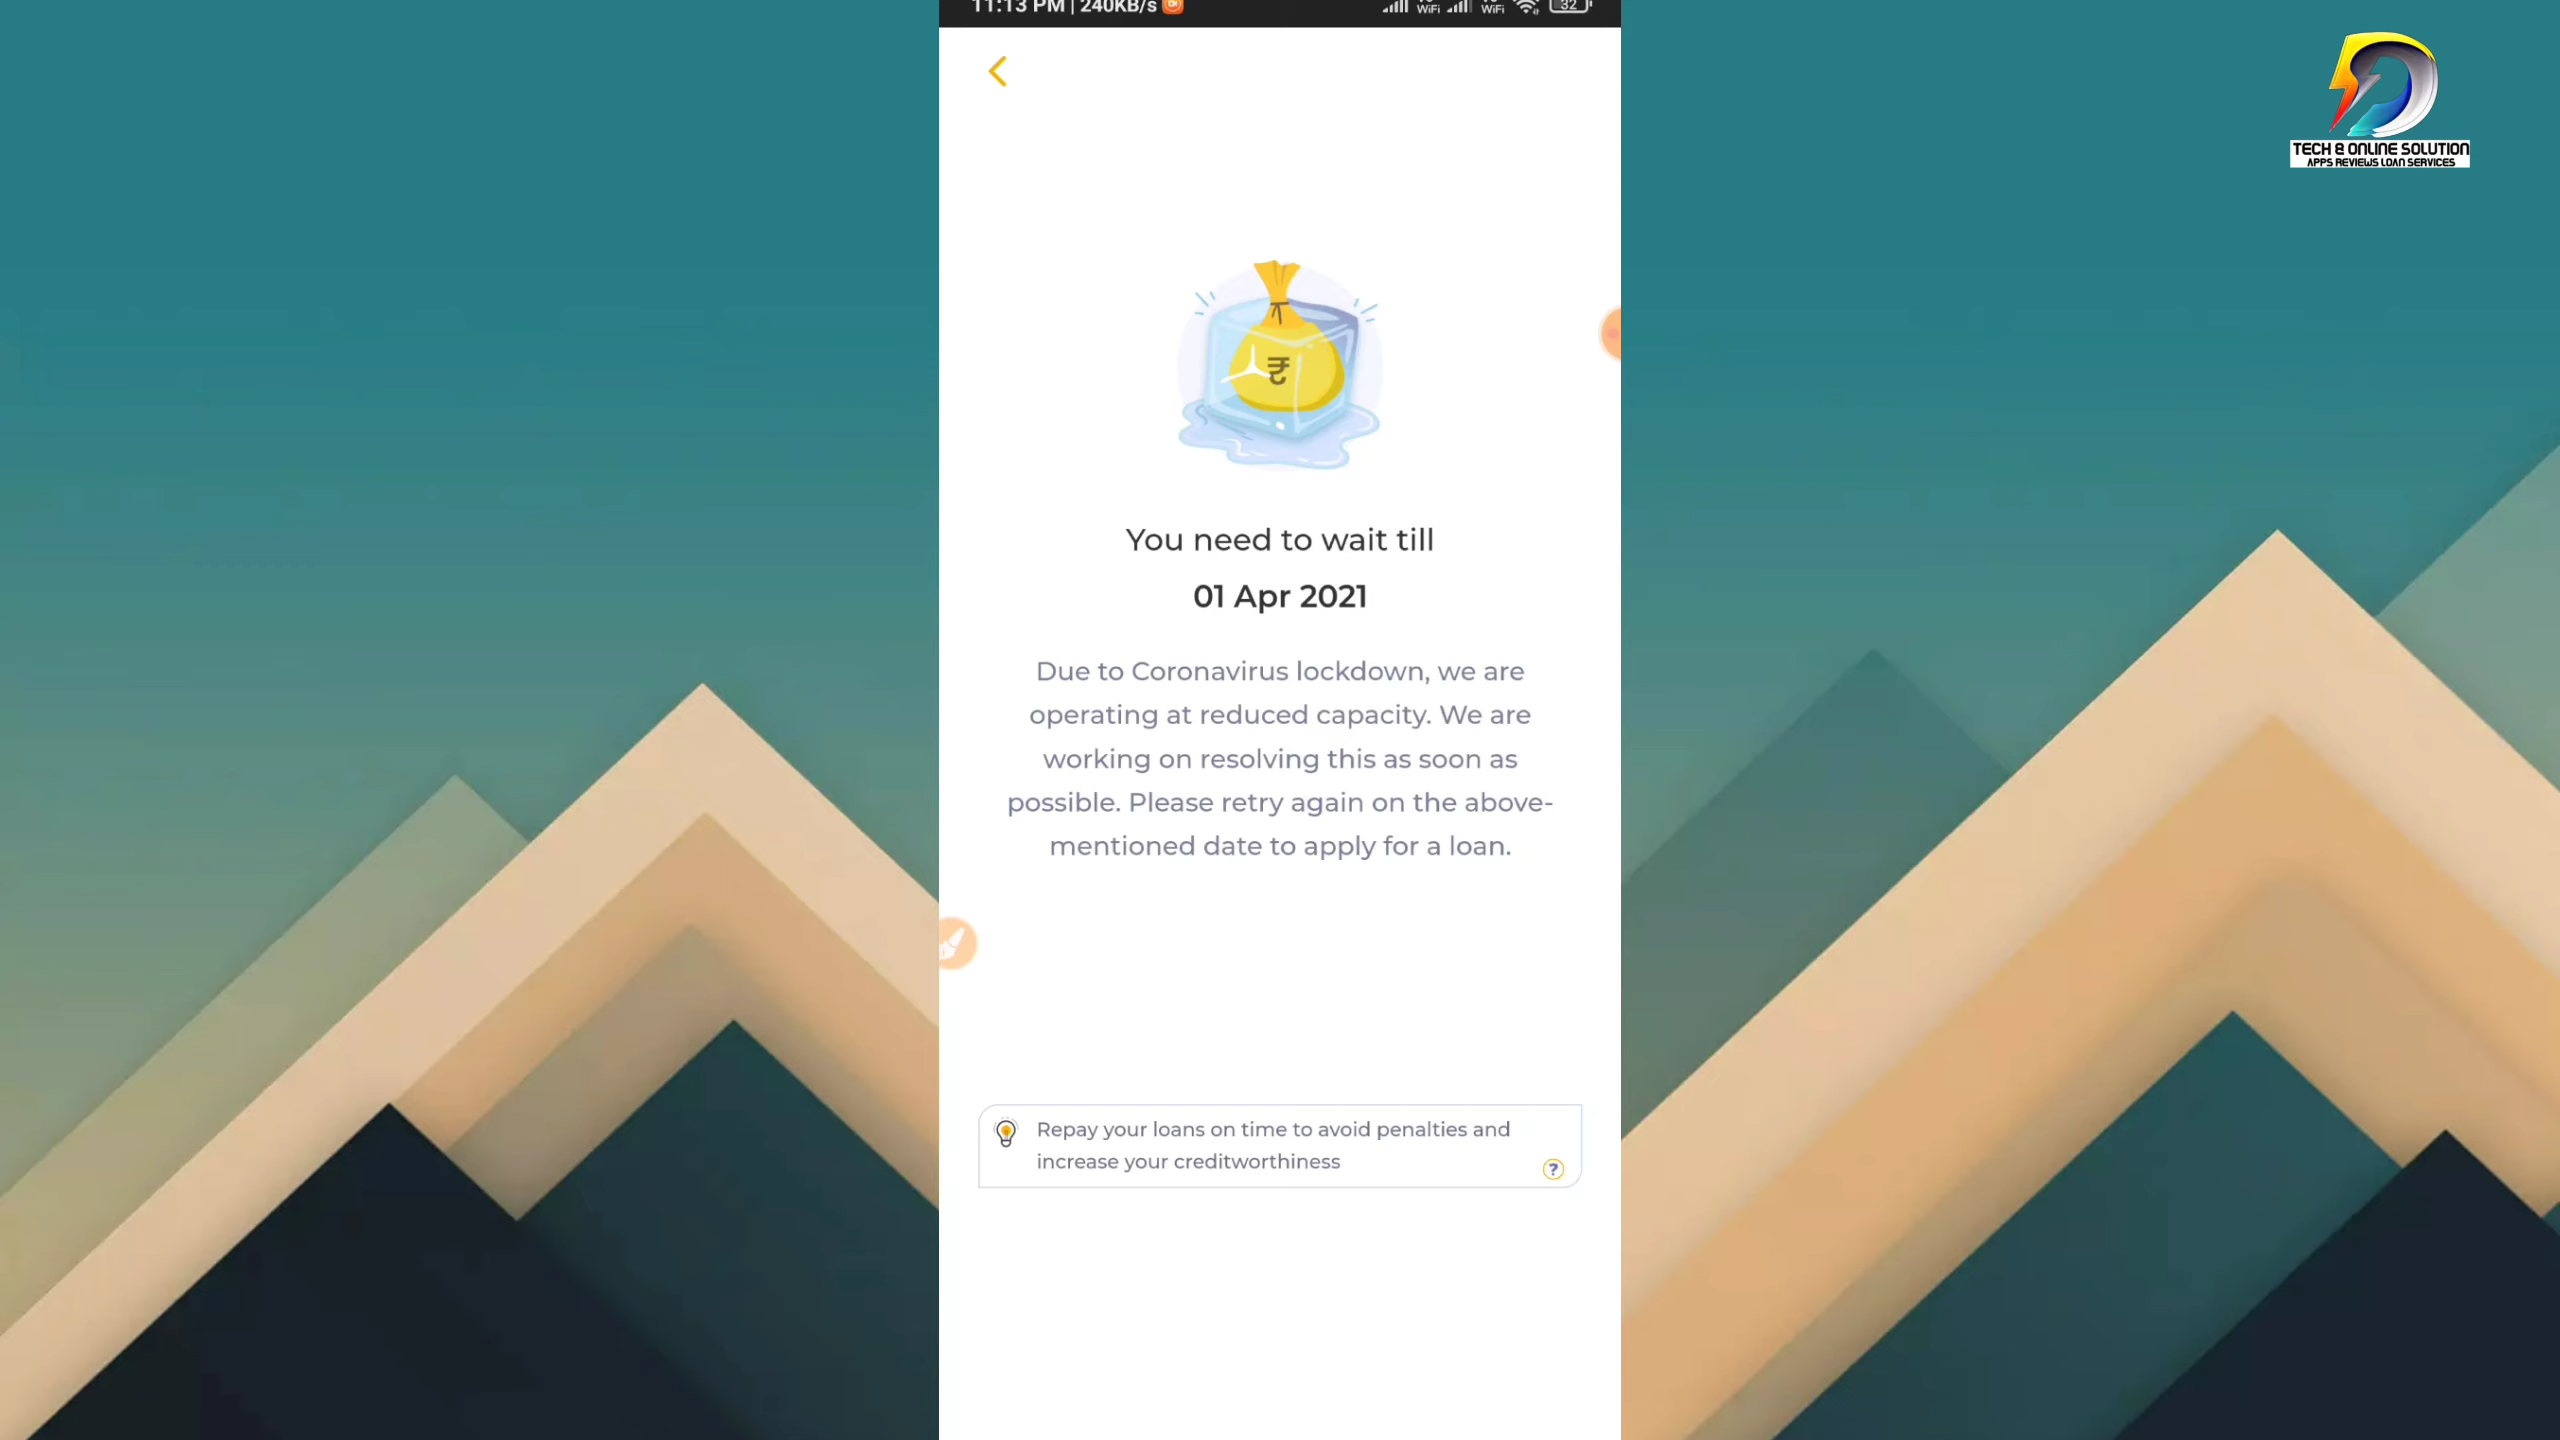 11:13 PM | 240KB/s
WiFi WiFi 32
TECH & ONLINE SOLUTION
APPS REVIEWS LOAN SERVICES
₹
You need to wait till
01 Apr 2021
Due to Coronavirus lockdown, we are
operating at reduced capacity. We are
working on resolving this as soon as
possible. Please retry again on the above-
mentioned date to apply for a loan.
Repay your loans on time to avoid penalties and
increase your creditworthiness
?